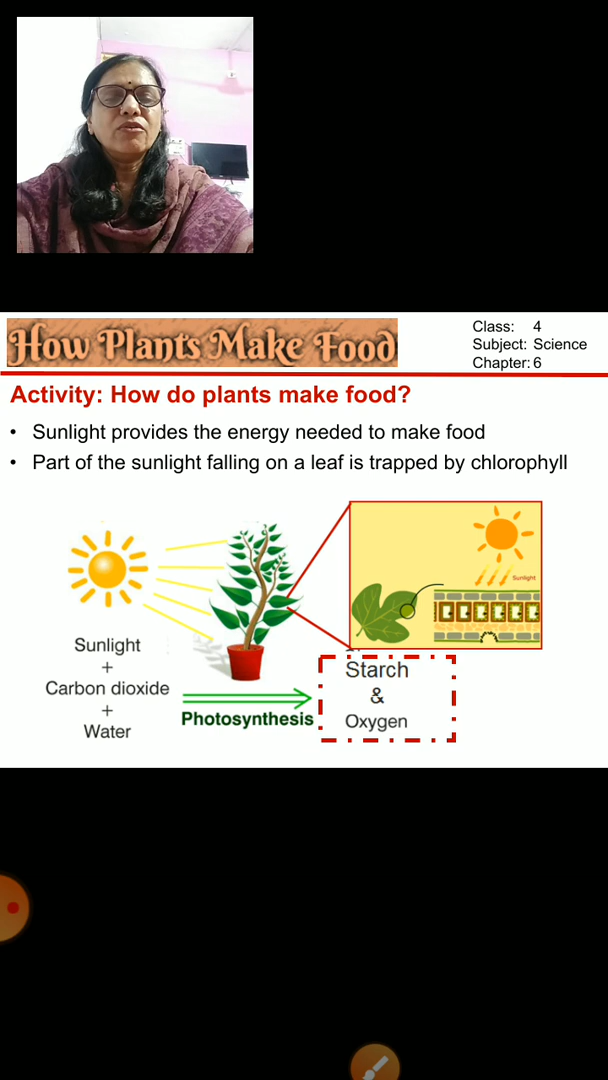 How Plants Make Food
Class: 4
Subject: Science
Chapter: 6
Activity: How do plants make food?
• Sunlight provides the energy needed to make food
• Part of the sunlight falling on a leaf is trapped by chlorophyll
Sunlight
Sunlight
+
Carbon dioxide
+
Water
Photosynthesis
Starch
&
Oxygen